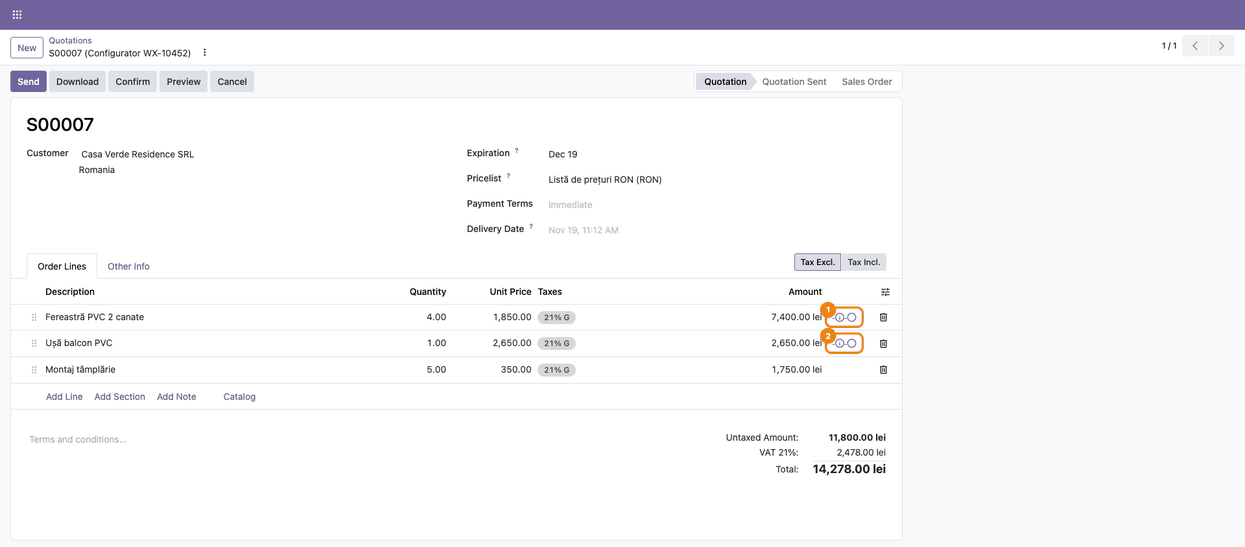 New
Quotations
S00007 (Configurator WX-10452)
1 / 1
Send Download Confirm Preview Cancel
Quotation Quotation Sent Sales Order
S00007
Customer Casa Verde Residence SRL
Romania
Expiration ? Dec 19
Pricelist ? Listă de prețuri RON (RON)
Payment Terms Immediate
Delivery Date ? Nov 19, 11:12 AM
Order Lines Other Info
Tax Excl. Tax Incl.
Description Quantity Unit Price Taxes Amount
1
Fereastră PVC 2 canate 4.00 1,850.00 21% G 7,400.00 lei
2
Ușă balcon PVC 1.00 2,650.00 21% G 2,650.00 lei
Montaj tâmplărie 5.00 350.00 21% G 1,750.00 lei
Add Line Add Section Add Note Catalog
Terms and conditions...
Untaxed Amount: 11,800.00 lei
VAT 21%: 2,478.00 lei
Total: 14,278.00 lei